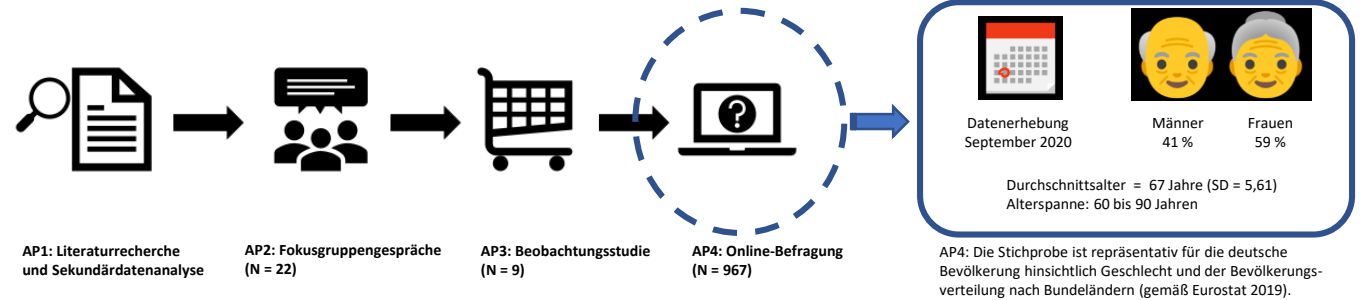 AP1: Literaturrecherche
und Sekundärdatenanalyse
AP2: Fokusgruppengespräche
(N = 22)
AP3: Beobachtungsstudie
(N = 9)
?
AP4: Online-Befragung
(N = 967)
Datenerhebung
September 2020
Männer
41 %
Frauen
59 %
Durchschnittsalter = 67 Jahre (SD = 5,61)
Alterspanne: 60 bis 90 Jahren
AP4: Die Stichprobe ist repräsentativ für die deutsche
Bevölkerung hinsichtlich Geschlecht und der Bevölkerungs-
verteilung nach Bundeländern (gemäß Eurostat 2019).